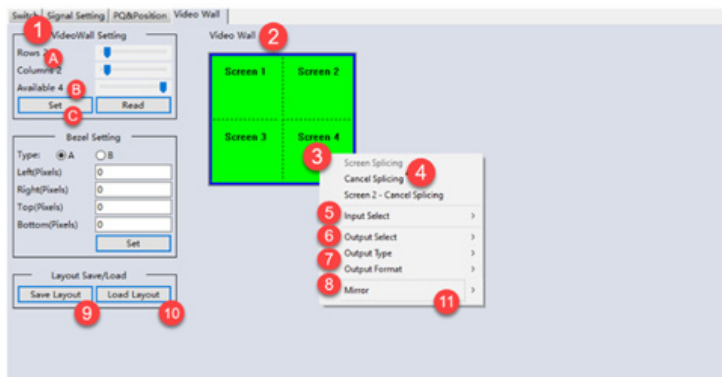 Switch Signal Setting PQ&Position Video Wall
1 VideoWall Setting
Rows 2 A
Columns 2
Available 4 B
Set Read
C
Bezel Setting
Type: A B
Left(Pixels) 0
Right(Pixels) 0
Top(Pixels) 0
Bottom(Pixels) 0
Set
Layout Save/Load
Save Layout Load Layout
9 10
Video Wall 2
Screen 1 Screen 2
Screen 3 Screen 4
3 Screen Splicing
Cancel Splicing 4
Screen 2 - Cancel Splicing
5 Input Select >
6 Output Select >
7 Output Type >
Output Format >
8 Mirror >
11